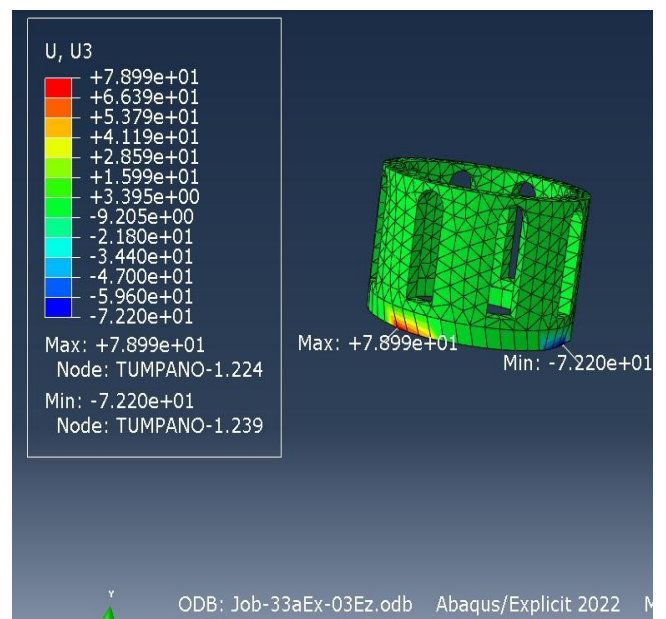 U, U3
+7.899e+01
+6.639e+01
+5.379e+01
+4.119e+01
+2.859e+01
+1.599e+01
+3.395e+00
-9.205e+00
-2.180e+01
-3.440e+01
-4.700e+01
-5.960e+01
-7.220e+01
Max: +7.899e+01
Node: TUMPANO-1.224
Min: -7.220e+01
Node: TUMPANO-1.239
Max: +7.899e+01
Min: -7.220e+01
Y
ODB: Job-33aEx-03Ez.odb Abaqus/Explicit 2022